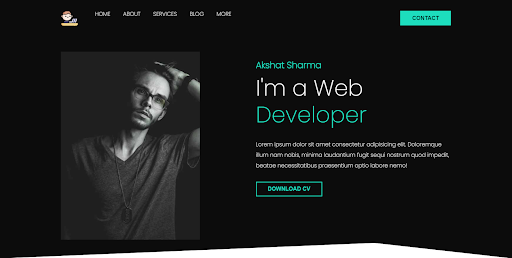 HOME ABOUT SERVICES BLOG MORE CONTACT
Akshat Sharma
I'm a Web
Developer
Lorem ipsum dolor sit amet consectetur adipisicing elit. Doloremque
illum nam nobis, minima laudantium fugit sequi nostrum quod impedit,
beatae necessitatibus praesentium optio labore nemo!
DOWNLOAD CV